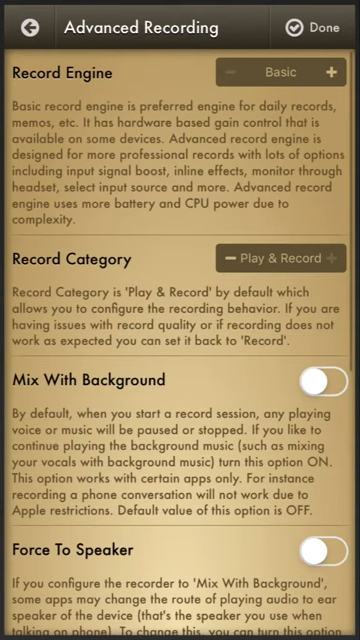 Advanced Recording
Done
Record Engine
Basic
Basic record engine is preferred engine for daily records,
memos, etc. It has hardware based gain control that is
available on some devices. Advanced record engine is
designed for more professional records with lots of options
including input signal boost, inline effects, monitor through
headset, select input source and more. Advanced record
engine uses more battery and CPU power due to
complexity.
Record Category
Play & Record
Record Category is 'Play & Record' by default which
allows you to configure the recording behavior. If you are
having issues with record quality or if recording does not
work as expected you can set it back to 'Record'.
Mix With Background
By default, when you start a record session, any playing
voice or music will be paused or stopped. If you like to
continue playing the background music (such as mixing
your vocals with background music) turn this option ON.
This option works with certain apps only. For instance
recording a phone conversation will not work due to
Apple restrictions. Default value of this option is OFF.
Force To Speaker
If you configure the recorder to 'Mix With Background',
some apps may change the route of playing audio to ear
speaker of the device (that's the speaker you use when
talking on phone). To change this, you can turn this option